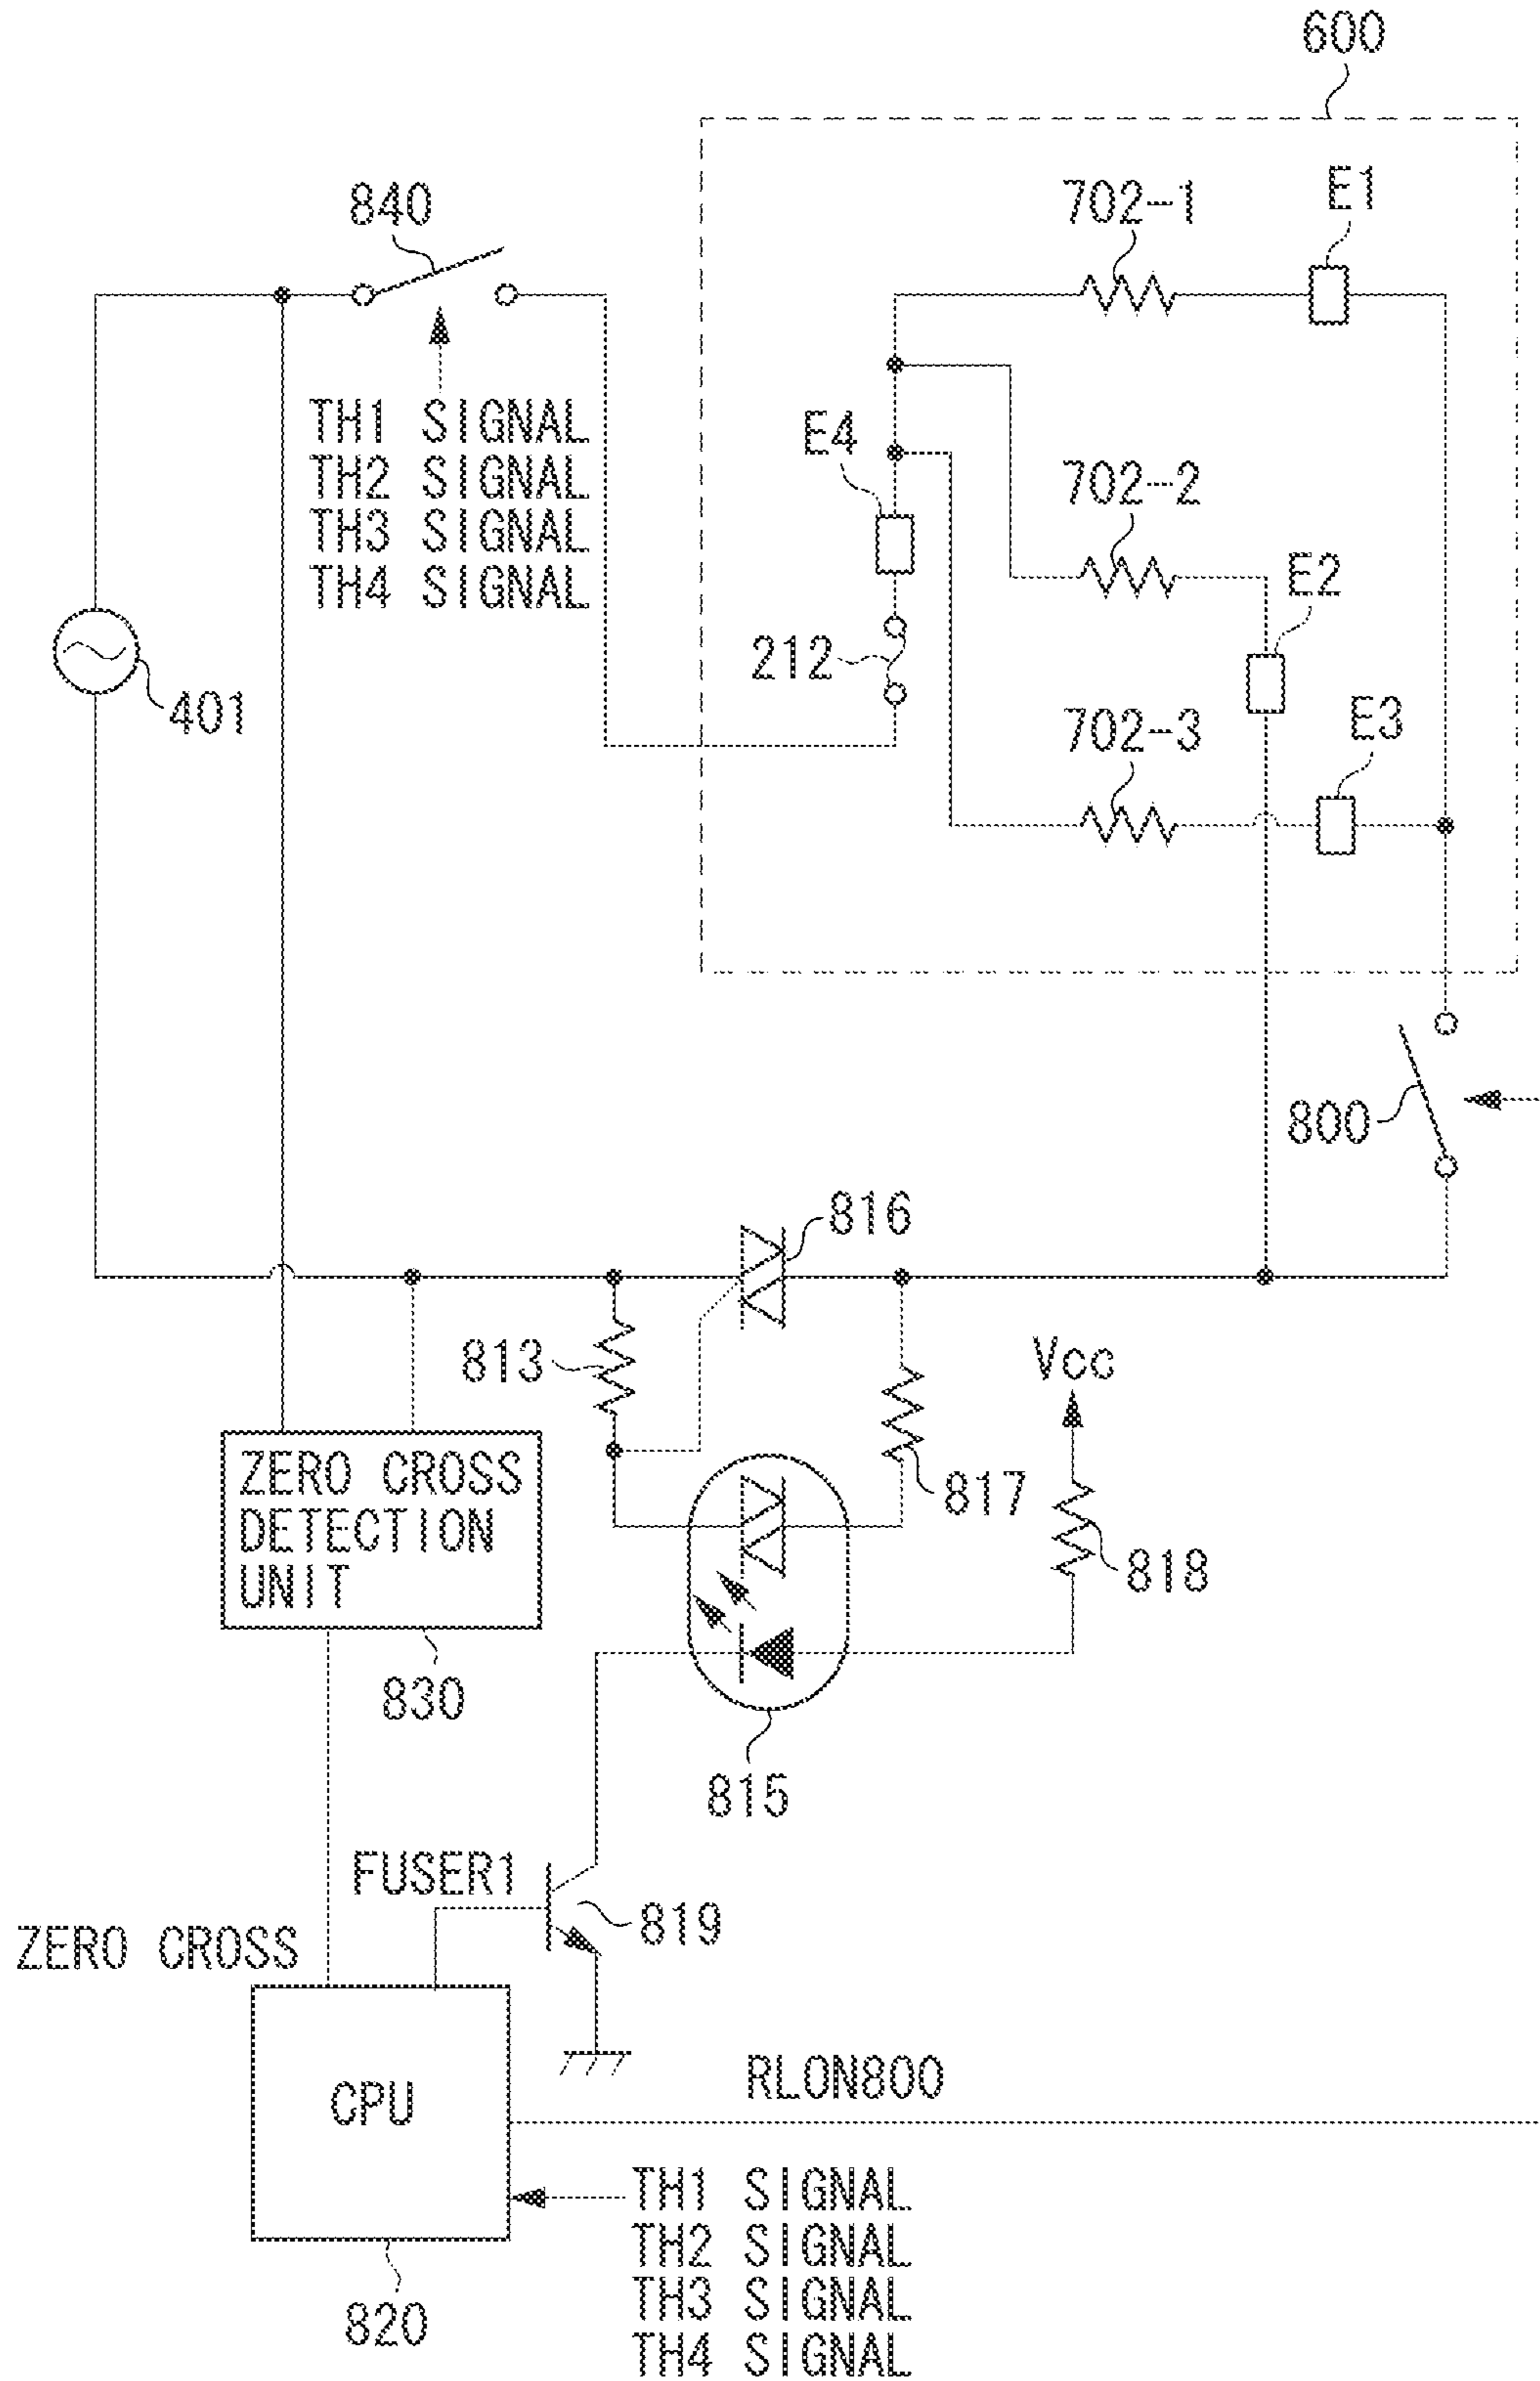 600
840
702-1
E1
TH1 SIGNAL
TH2 SIGNAL
TH3 SIGNAL
TH4 SIGNAL
E4
702-2
E2
212
401
702-3
E3
800
816
813
Vcc
ZERO CROSS
DETECTION
UNIT
817
818
830
815
FUSER1
819
ZERO CROSS
CPU
RLON800
TH1 SIGNAL
TH2 SIGNAL
TH3 SIGNAL
TH4 SIGNAL
820